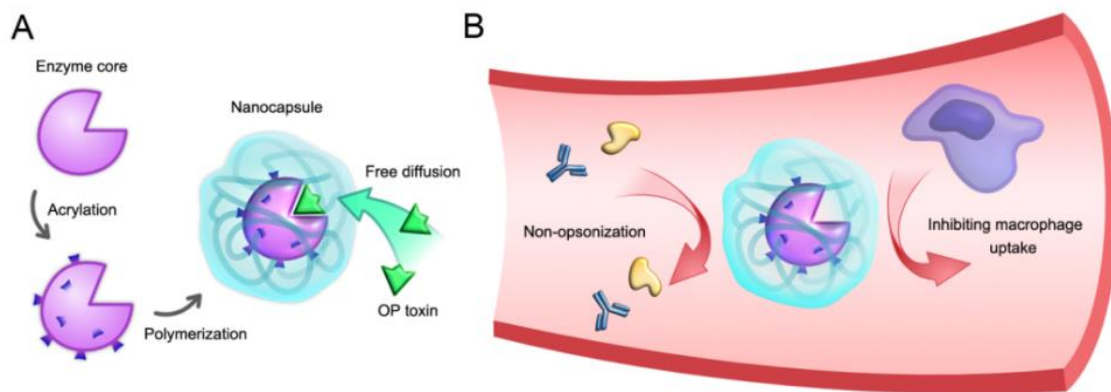 A
Enzyme core
Acrylation
Polymerization
Nanocapsule
Free diffusion
OP toxin
B
Non-opsonization
Inhibiting macrophage
uptake